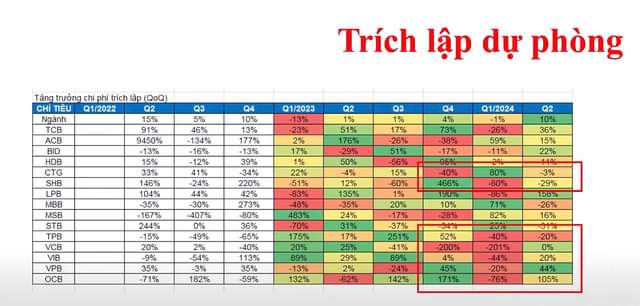 Trích lập dự phòng
Tăng trưởng chi phí trích lập (QoQ)
CHỈ TIÊU Q1/2022 Q2 Q3 Q4 Q1/2023 Q2 Q3 Q4 Q1/2024 Q2
Ngành 15% 5% 10% -13% 1% 1% 4% -1% 10%
TCB 91% 46% 13% -23% 51% 17% 73% -26% 36%
ACB 9450% -134% 177% 2% 176% -26% -38% 59% 15%
BID -13% -16% -13% 17% -29% 51% -17% -11% 22%
HDB 15% -12% 39% 1% 50% -56% 96% -2% -11%
CTG 33% 41% -34% 22% -4% 15% -40% 80% -3%
SHB 146% -24% 220% -51% 12% -60% 466% -80% -29%
LPB 104% 44% 42% -83% 135% 1% 190% -86% 158%
MBB -35% -30% 273% -48% -35% 20% 10% 71% -26%
MSB -167% -407% -80% 483% 24% -17% -28% 82% 16%
STB 244% 0% 36% -70% 31% -37% -34% 25% -31%
TPB -15% -49% -65% 175% 17% 251% 52% -40% -20%
VCB 20% 2% -40% 20% 25% -41% -200% -201% 0%
VIB -9% -54% 113% 89% 29% 89% 4% -44% 20%
VPB 35% -3% 35% -13% 2% -24% 45% -20% 44%
OCB -71% 182% -59% 132% -62% 142% 171% -76% 105%